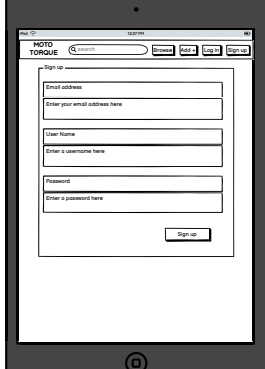 iPad 12:07 PM
MOTO
TORQUE
search
Browse Add + Log in Sign up
Sign up
Email address
Enter your email address here
User Name
Enter a username here
Password
Enter a password here
Sign up